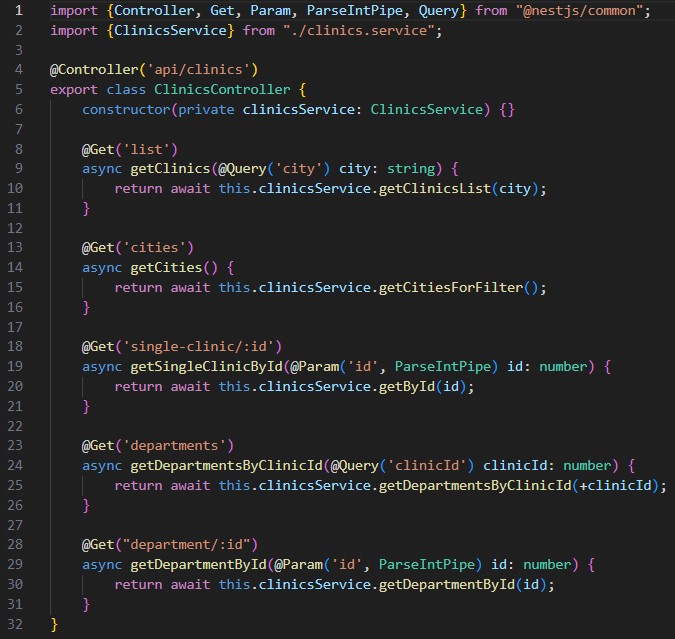 1 import {Controller, Get, Param, ParseIntPipe, Query} from "@nestjs/common";
2 import {ClinicsService} from "./clinics.service";
3
4 @Controller('api/clinics')
5 export class ClinicsController {
6     constructor(private clinicsService: ClinicsService) {}
7
8     @Get('list')
9     async getClinics(@Query('city') city: string) {
10         return await this.clinicsService.getClinicsList(city);
11     }
12
13     @Get('cities')
14     async getCities() {
15         return await this.clinicsService.getCitiesForFilter();
16     }
17
18     @Get('single-clinic/:id')
19     async getSingleClinicById(@Param('id', ParseIntPipe) id: number) {
20         return await this.clinicsService.getById(id);
21     }
22
23     @Get('departments')
24     async getDepartmentsByClinicId(@Query('clinicId') clinicId: number) {
25         return await this.clinicsService.getDepartmentsByClinicId(+clinicId);
26     }
27
28     @Get("department/:id")
29     async getDepartmentById(@Param('id', ParseIntPipe) id: number) {
30         return await this.clinicsService.getDepartmentById(id);
31     }
32 }